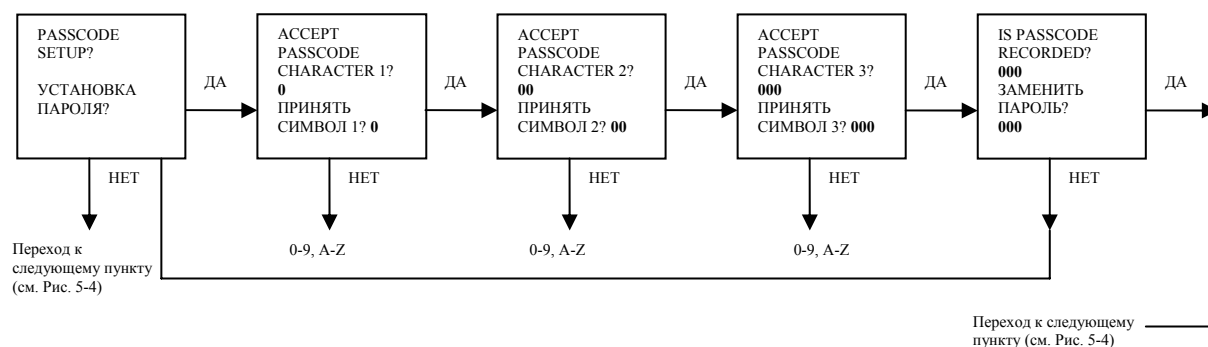 PASSCODE
SETUP?
УСТАНОВКА
ПАРОЛЯ?
ДА
НЕТ
Переход к
следующему пункту
(см. Рис. 5-4)
ACCEPT
PASSCODE
CHARACTER 1?
0
ПРИНЯТЬ
СИМВОЛ 1? 0
ДА
НЕТ
0-9, A-Z
ACCEPT
PASSCODE
CHARACTER 2?
00
ПРИНЯТЬ
СИМВОЛ 2? 00
ДА
НЕТ
0-9, A-Z
ACCEPT
PASSCODE
CHARACTER 3?
000
ПРИНЯТЬ
СИМВОЛ 3? 000
ДА
НЕТ
0-9, A-Z
IS PASSCODE
RECORDED?
000
ЗАМЕНИТЬ
ПАРОЛЬ?
000
ДА
НЕТ
Переход к следующему
пункту (см. Рис. 5-4)